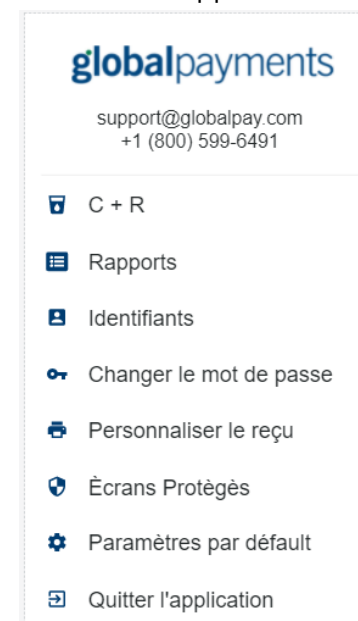 globalpayments
support@globalpay.com
+1 (800) 599-6491
C + R
Rapports
Identifiants
Changer le mot de passe
Personnaliser le reçu
Ècrans Protègès
Paramètres par défault
Quitter l'application